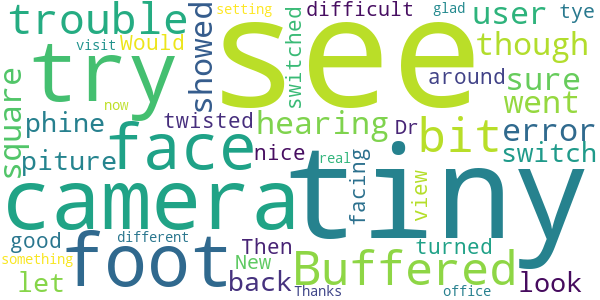 trouble
showed
see
setting
difficult
glad
user
tye
visit
Would
switched
though
try
now
around
sure
square
went
phine
twisted
hearing
Dr
bit
error
piture
face
nice
real
switch
camera
tiny
facing
view
good
different
Then
turned
something
foot
New
Buffered
let
back
Thanks
office
look